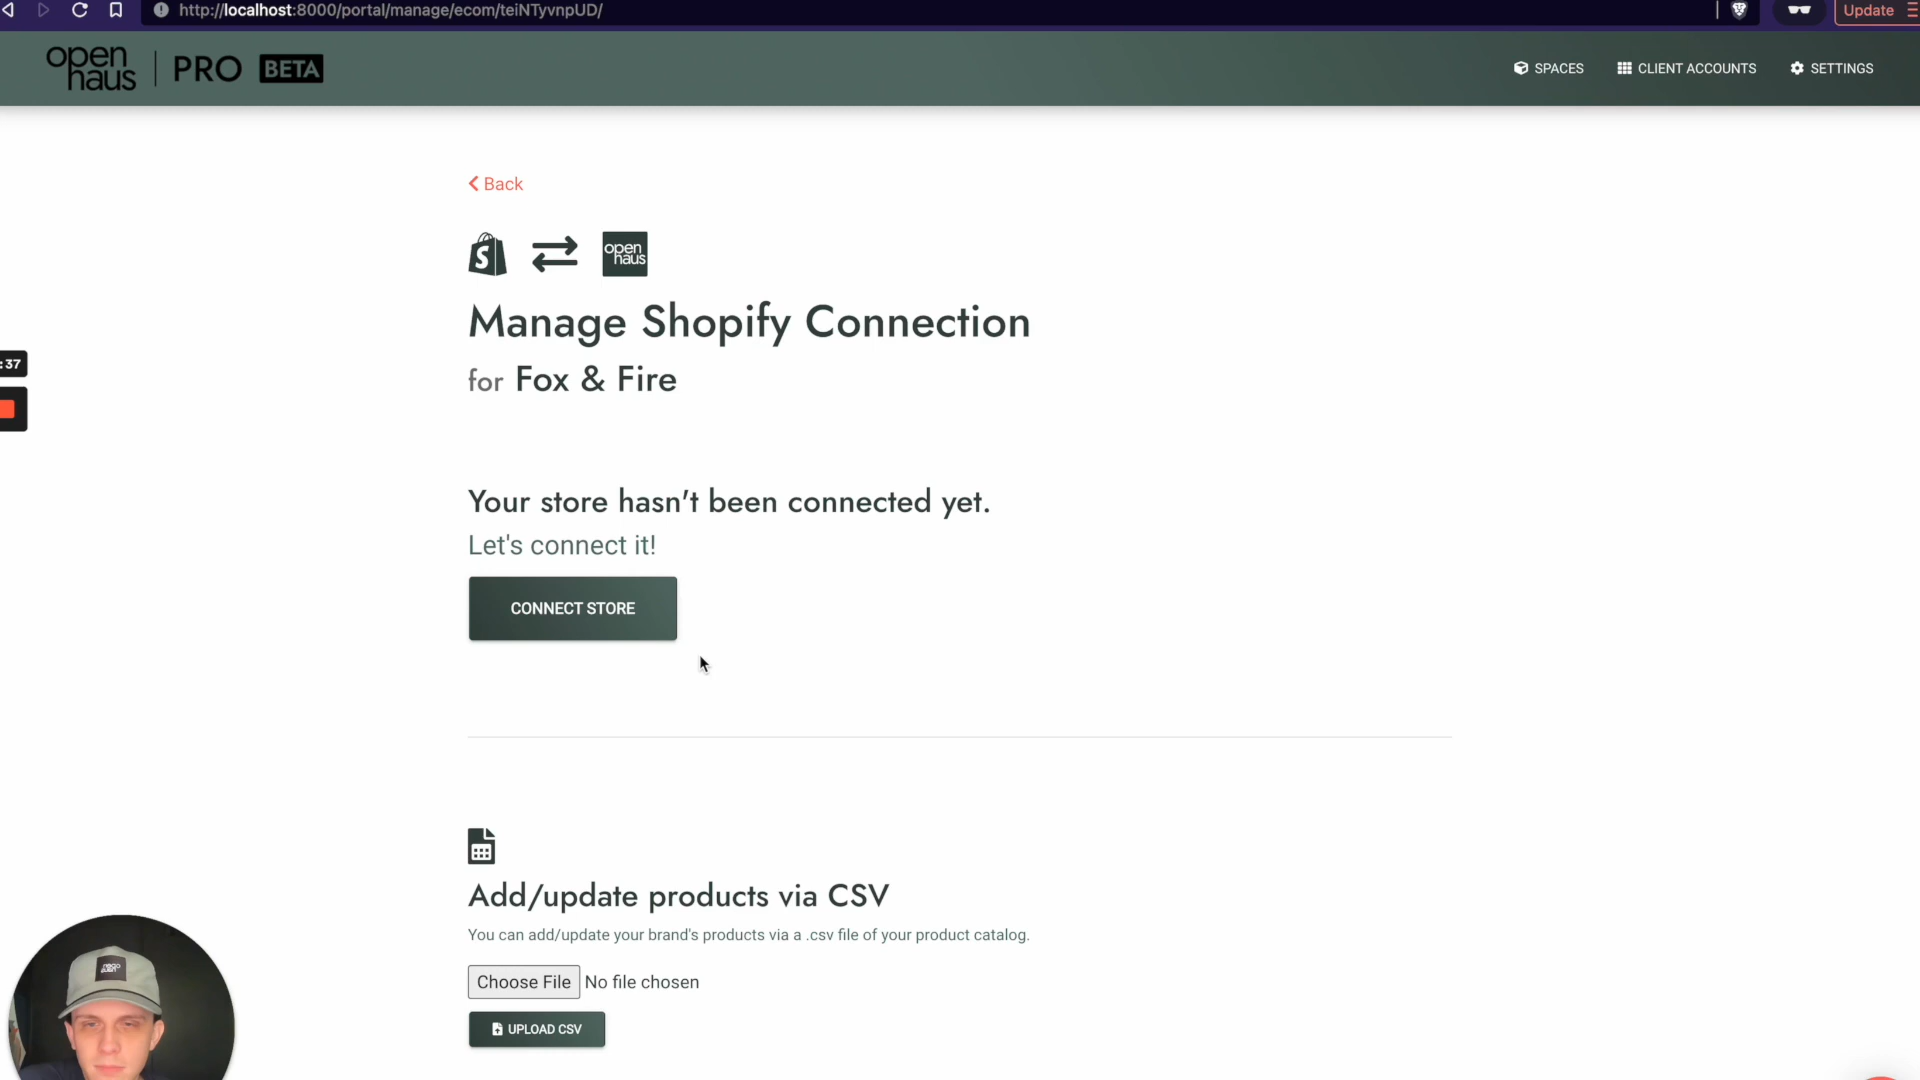 http://localhost:8000/portal/manage/ecom/teiNTyvnpUD/
Update
open
haus
PRO BETA
SPACES
CLIENT ACCOUNTS
SETTINGS
Back
open
haus
Manage Shopify Connection
for Fox & Fire
:37
Your store hasn't been connected yet.
Let's connect it!
CONNECT STORE
Add/update products via CSV
You can add/update your brand's products via a .csv file of your product catalog.
Choose File No file chosen
UPLOAD CSV